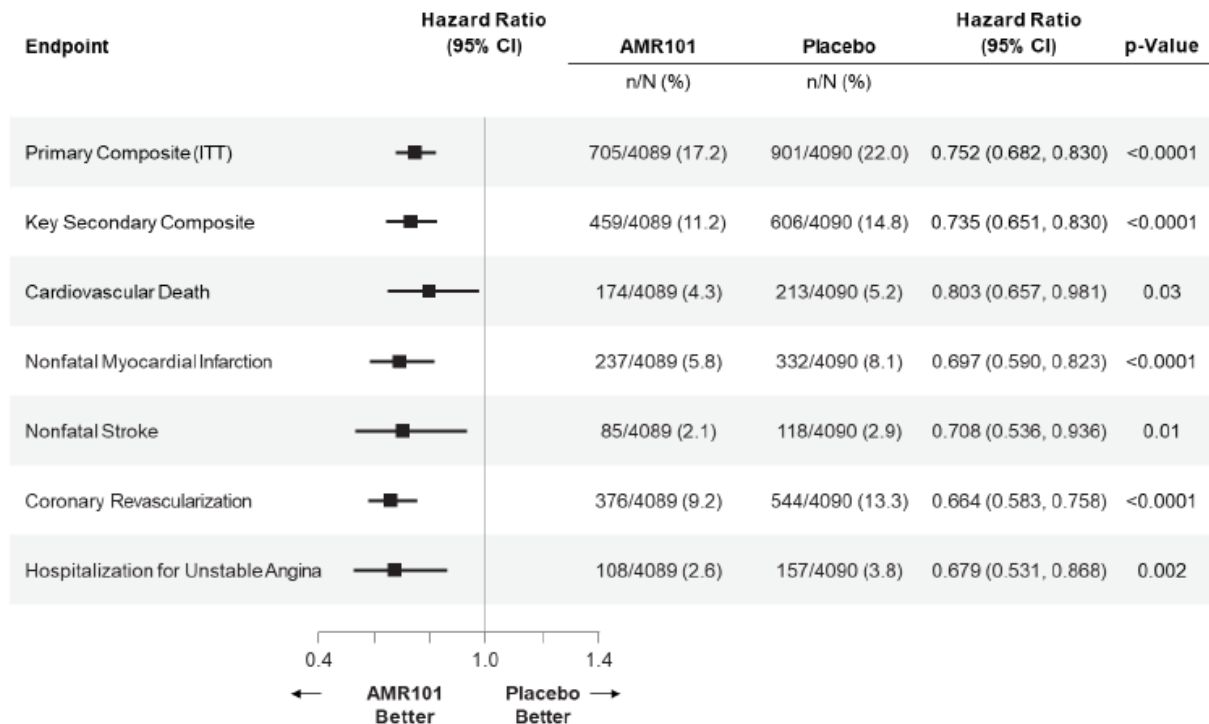 Endpoint Hazard Ratio (95% CI) AMR101 Placebo Hazard Ratio (95% CI) p-Value
n/N (%) n/N (%)
Primary Composite (ITT) 705/4089 (17.2) 901/4090 (22.0) 0.752 (0.682, 0.830) <0.0001
Key Secondary Composite 459/4089 (11.2) 606/4090 (14.8) 0.735 (0.651, 0.830) <0.0001
Cardiovascular Death 174/4089 (4.3) 213/4090 (5.2) 0.803 (0.657, 0.981) 0.03
Nonfatal Myocardial Infarction 237/4089 (5.8) 332/4090 (8.1) 0.697 (0.590, 0.823) <0.0001
Nonfatal Stroke 85/4089 (2.1) 118/4090 (2.9) 0.708 (0.536, 0.936) 0.01
Coronary Revascularization 376/4089 (9.2) 544/4090 (13.3) 0.664 (0.583, 0.758) <0.0001
Hospitalization for Unstable Angina 108/4089 (2.6) 157/4090 (3.8) 0.679 (0.531, 0.868) 0.002
0.4 1.0 1.4
← AMR101 Placebo →
Better Better